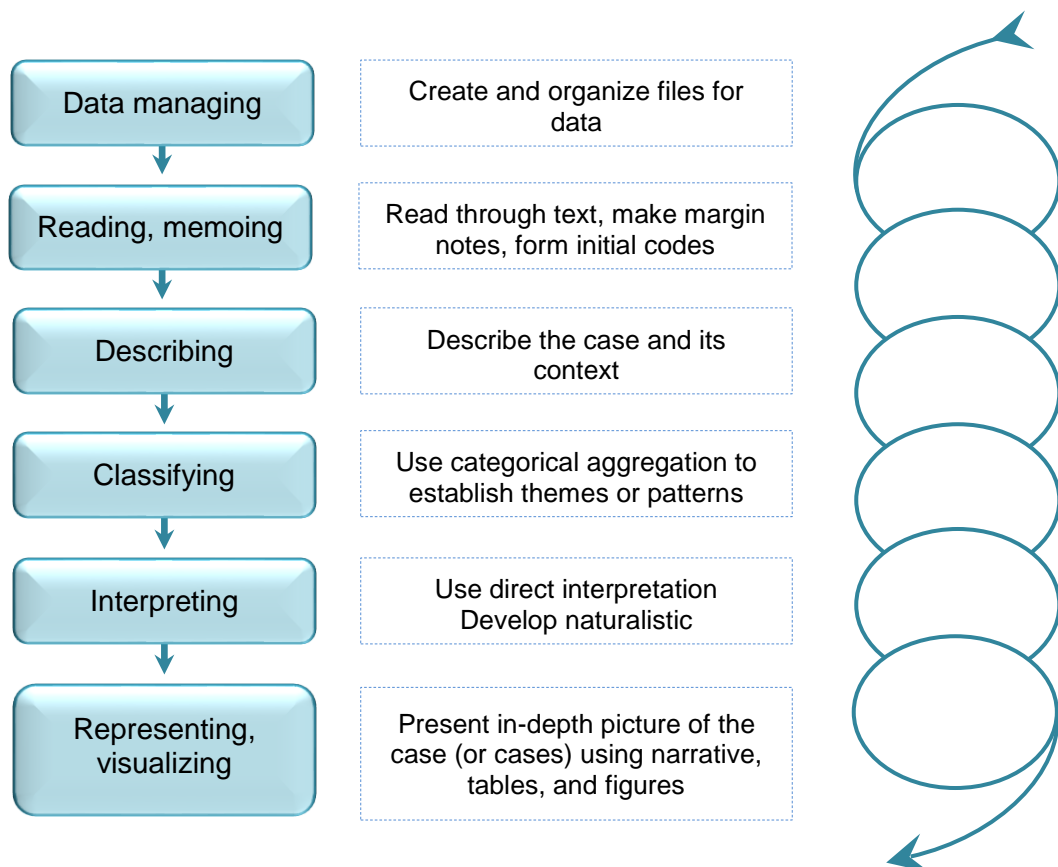 Data managing
Create and organize files for
data
Reading, memoing
Read through text, make margin
notes, form initial codes
Describing
Describe the case and its
context
Classifying
Use categorical aggregation to
establish themes or patterns
Interpreting
Use direct interpretation
Develop naturalistic
Representing,
visualizing
Present in-depth picture of the
case (or cases) using narrative,
tables, and figures